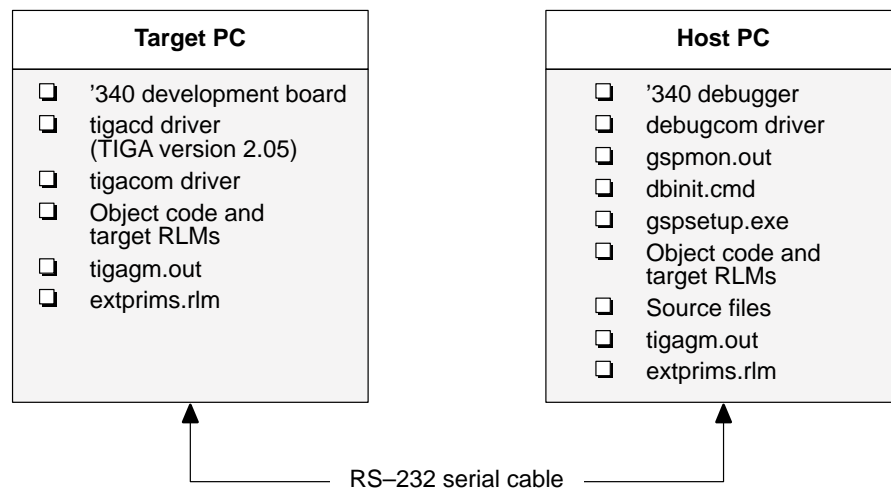 Target PC
❏ '340 development board
❏ tigacd driver
(TIGA version 2.05)
❏ tigacom driver
❏ Object code and
target RLMs
❏ tigagm.out
❏ extprims.rlm
Host PC
❏ '340 debugger
❏ debugcom driver
❏ gspmon.out
❏ dbinit.cmd
❏ gspsetup.exe
❏ Object code and
target RLMs
❏ Source files
❏ tigagm.out
❏ extprims.rlm
RS–232 serial cable